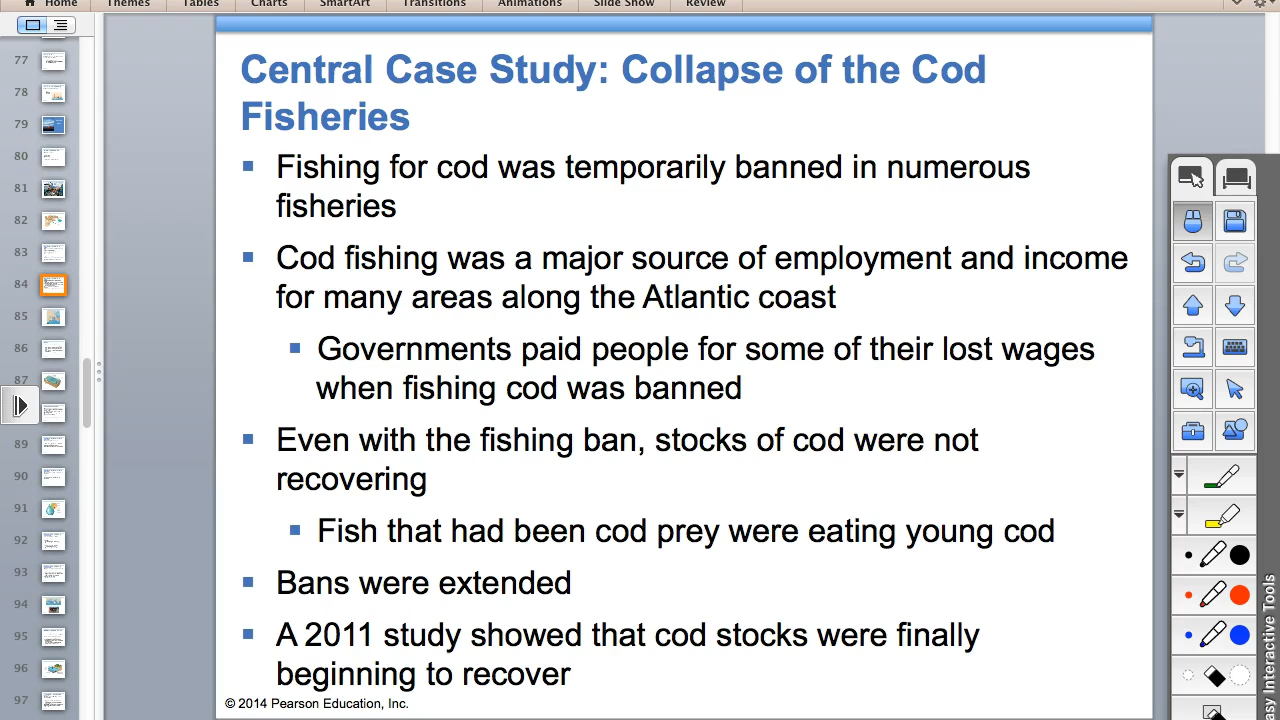 Home Themes Tables Charts SmartArt Transitions Animations Slide Show Review
77
78
79
80
81
82
83
84
85
86
87
89
90
91
92
93
94
95
96
97
Central Case Study: Collapse of the Cod
Fisheries
Fishing for cod was temporarily banned in numerous
fisheries
Cod fishing was a major source of employment and income
for many areas along the Atlantic coast
Governments paid people for some of their lost wages
when fishing cod was banned
Even with the fishing ban, stocks of cod were not
recovering
Fish that had been cod prey were eating young cod
Bans were extended
A 2011 study showed that cod stocks were finally
beginning to recover
© 2014 Pearson Education, Inc.
esy Interactive Tools